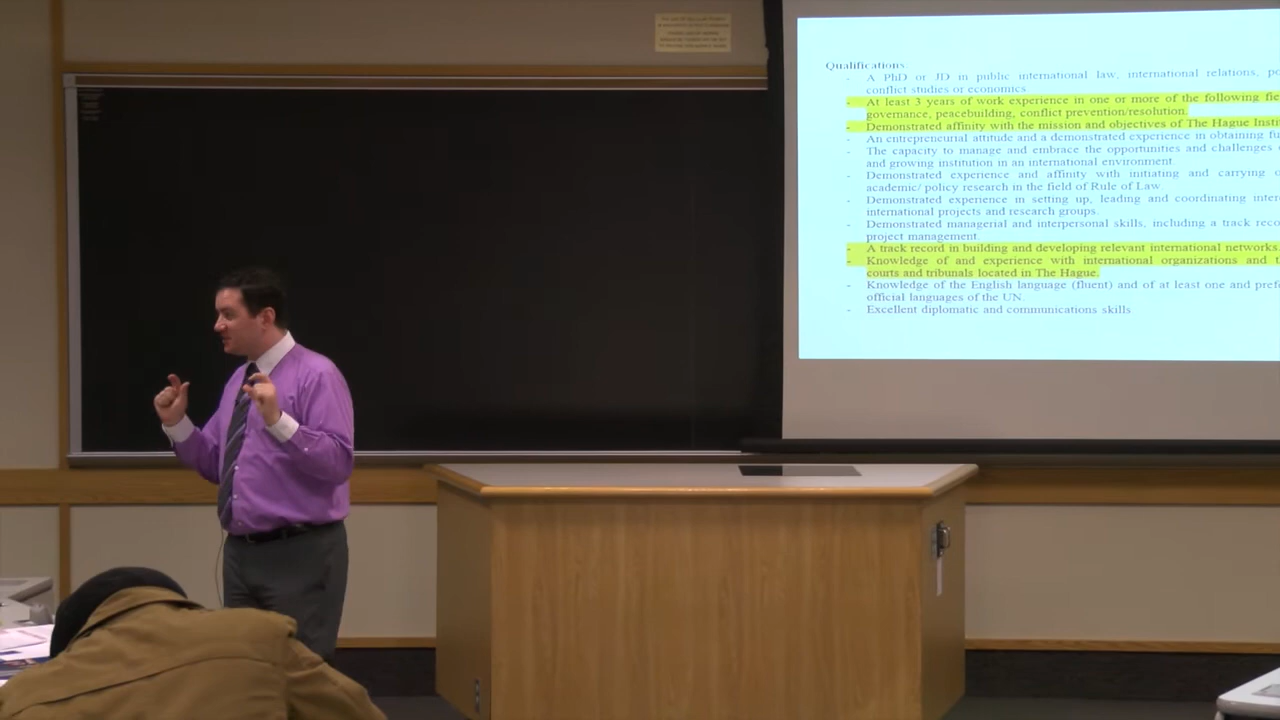 Qualifications:
- A PhD or JD in public international law, international relations, po
conflict studies or economics
- At least 3 years of work experience in one or more of the following fie
governance, peacebuilding, conflict prevention/resolution.
- Demonstrated affinity with the mission and objectives of The Hague Instit
- An entrepreneurial attitude and a demonstrated experience in obtaining fu
- The capacity to manage and embrace the opportunities and challenges
and growing institution in an international environment
- Demonstrated experience and affinity with initiating and carrying o
academic/ policy research in the field of Rule of Law.
- Demonstrated experience in setting up, leading and coordinating inter
international projects and research groups.
- Demonstrated managerial and interpersonal skills, including a track reco
project management.
- A track record in building and developing relevant international networks.
- Knowledge of and experience with international organizations and t
courts and tribunals located in The Hague.
- Knowledge of the English language (fluent) and of at least one and prefe
official languages of the UN.
- Excellent diplomatic and communications skills